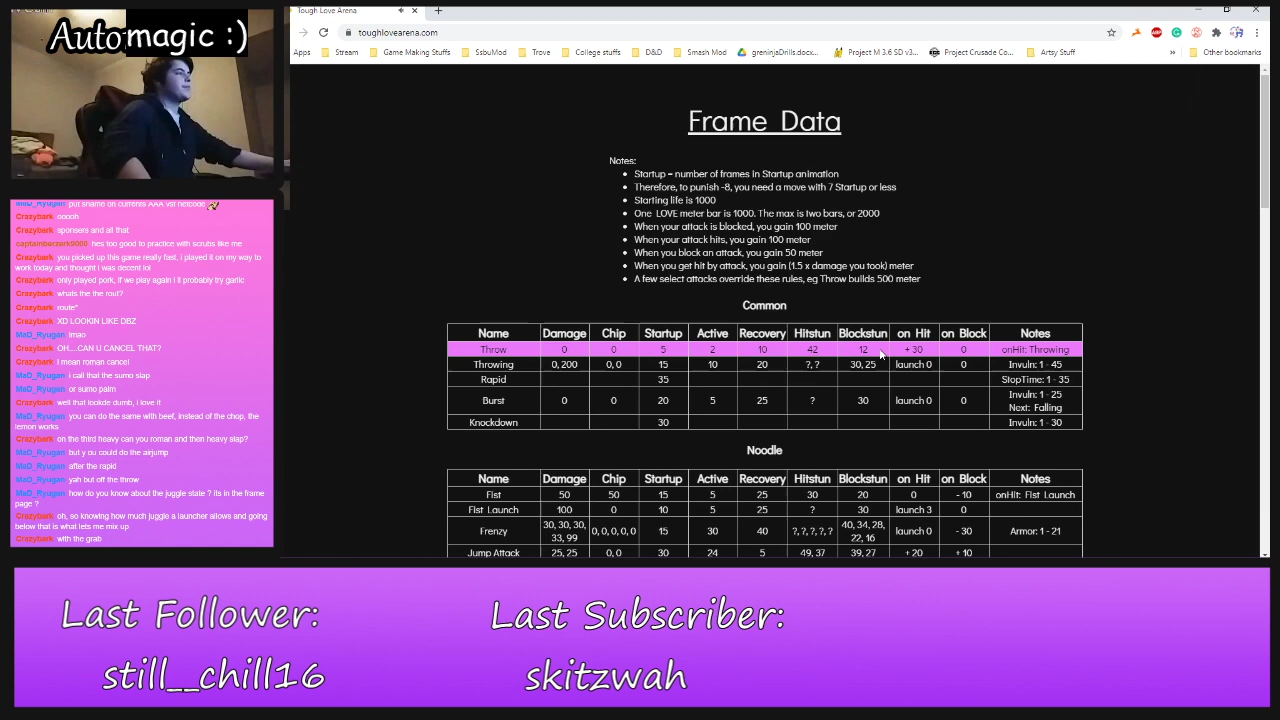 Automagic :)
Tough Love Arena
toughlovearena.com
Apps Stream Game Making Stuffs SsbuMod Trove College stuffs D&D Smash Mod greninjaDrills.docx... Project M 3.6 SD v3... Project Crusade Co... Artsy Stuff » Other bookmarks
MaD_Ryugan put sname on currents AAA vsf netcode
Crazybark ooooh
Crazybark sponsers and all that
captainberzerk9000 hes too good to practice with scrubs like me
Crazybark you picked up this game really fast, i played it on my way to
work today and thought i was decent lol
Crazybark only played pork, if we play again i ll probably try garlic
Crazybark whats the the rout?
Crazybark route*
Crazybark XD LOOKIN LIKE DBZ
MaD_Ryugan lmao
Crazybark OH....CAN U CANCEL THAT?
Crazybark I mean roman cancel
MaD_Ryugan i call that the sumo slap
MaD_Ryugan or sumo palm
Crazybark well that lookde dumb, i love it
MaD_Ryugan you can do the same with beef, instead of the chop, the
lemon works
Crazybark on the third heavy can you roman and then heavy slap?
MaD_Ryugan but y ou could do the airjump
MaD_Ryugan after the rapid
MaD_Ryugan yah but off the throw
MaD_Ryugan how do you know about the juggle state ? its in the frame
page ?
Crazybark oh, so knowing how much juggle a launcher allows and going
below that is what lets me mix up
Crazybark with the grab
Frame Data
Notes:
Startup = number of frames in Startup animation
Therefore, to punish -8, you need a move with 7 Startup or less
Starting life is 1000
One LOVE meter bar is 1000. The max is two bars, or 2000
When your attack is blocked, you gain 100 meter
When your attack hits, you gain 100 meter
When you block an attack, you gain 50 meter
When you get hit by attack, you gain (1.5 x damage you took) meter
A few select attacks override these rules, eg Throw builds 500 meter
Common
Name Damage Chip Startup Active Recovery Hitstun Blockstun on Hit on Block Notes
Throw 0 0 5 2 10 42 12 + 30 0 onHit: Throwing
Throwing 0, 200 0, 0 15 10 20 ?, ? 30, 25 launch 0 0 Invuln: 1 - 45
Rapid 35 StopTime: 1 - 35
Burst 0 0 20 5 25 ? 30 launch 0 0 Invuln: 1 - 25
Next: Falling
Knockdown 30 Invuln: 1 - 30
Noodle
Name Damage Chip Startup Active Recovery Hitstun Blockstun on Hit on Block Notes
Fist 50 50 15 5 25 30 20 0 - 10 onHit: Fist Launch
Fist Launch 100 0 10 5 25 ? 30 launch 3 0
Frenzy 30, 30, 30,
33, 99 0, 0, 0, 0, 0 15 30 40 ?, ?, ?, ?, ? 40, 34, 28,
22, 16 launch 0 - 30 Armor: 1 - 21
Jump Attack 25, 25 0, 0 30 24 5 49, 37 39, 27 + 20 + 10
Last Follower:
still__chill16
Last Subscriber:
skitzwah